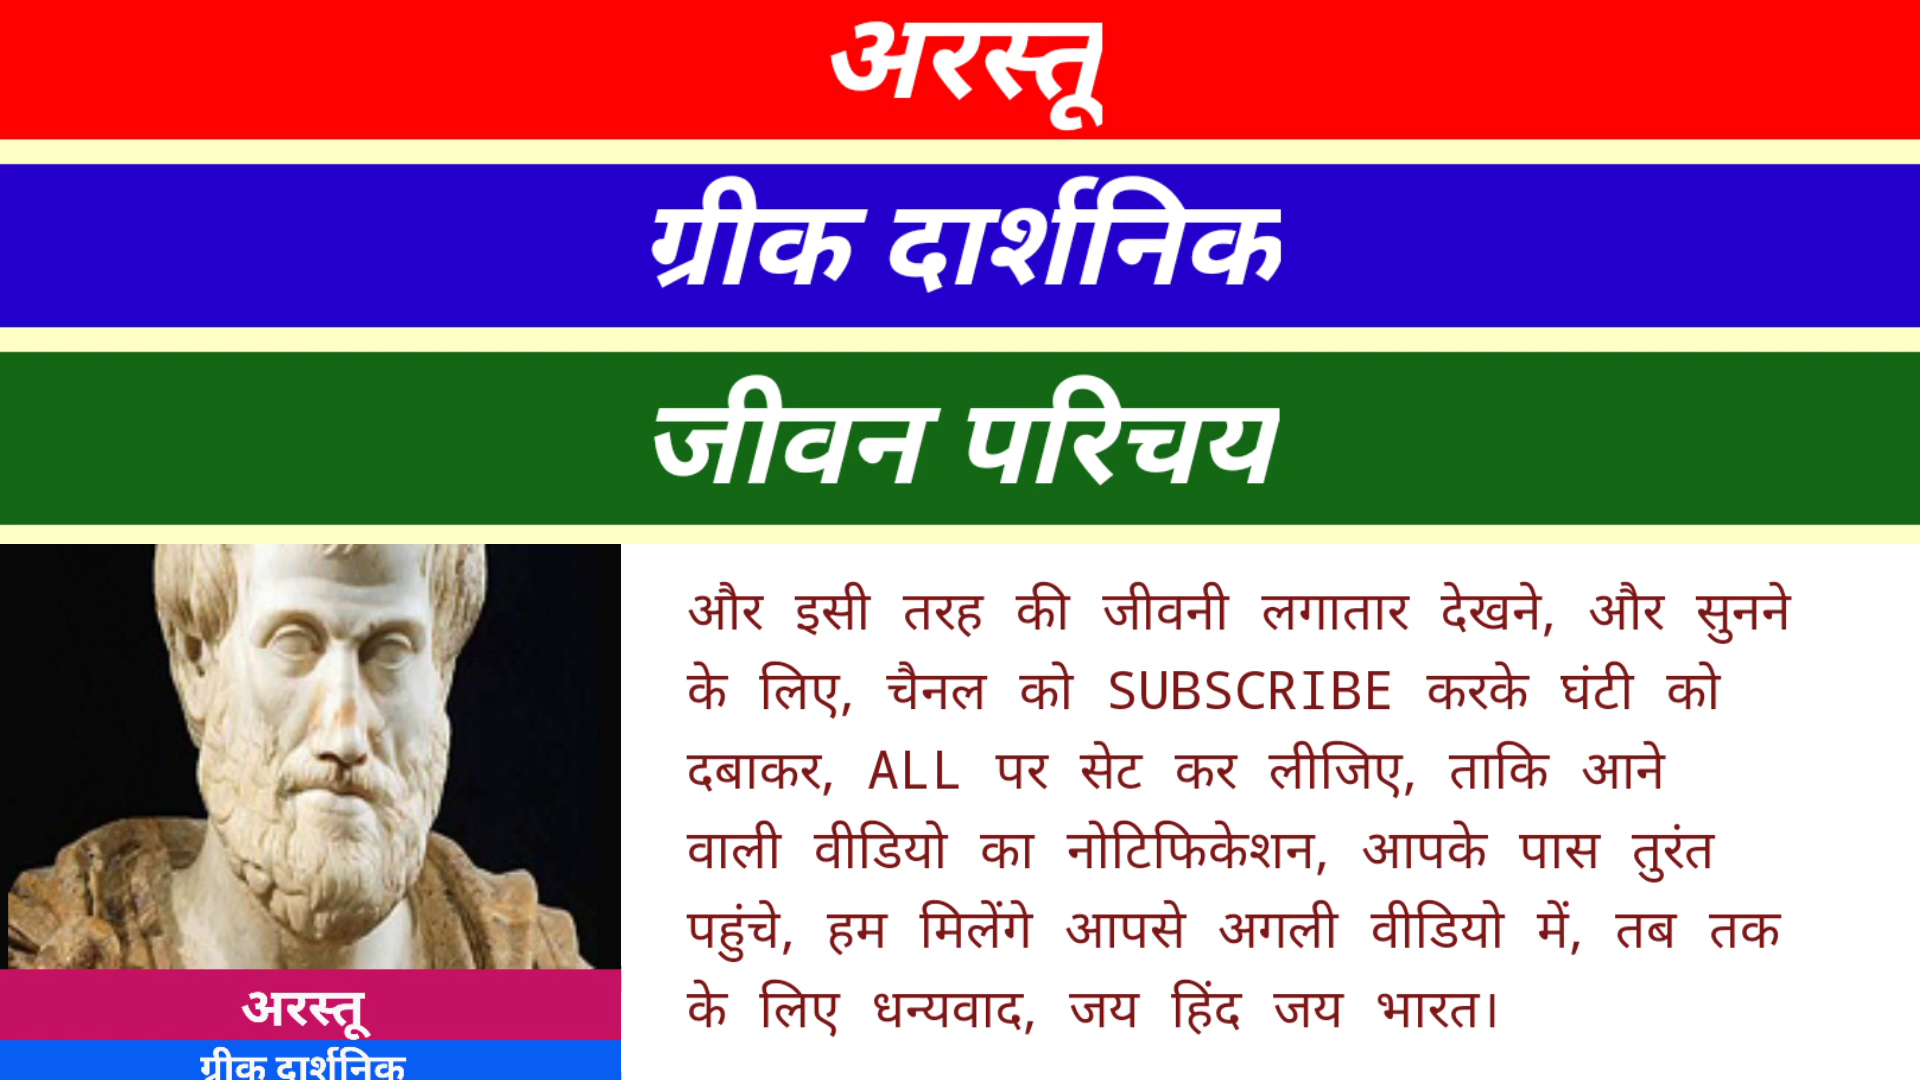 अरस्तू
ग्रीक दार्शनिक
जीवन परिचय
और इसी तरह की जीवनी लगातार देखने, और सुनने
के लिए, चैनल को SUBSCRIBE करके घंटी को
दबाकर, ALL पर सेट कर लीजिए, ताकि आने
वाली वीडियो का नोटिफिकेशन, आपके पास तुरंत
पहुंचे, हम मिलेंगे आपसे अगली वीडियो में, तब तक
के लिए धन्यवाद, जय हिंद जय भारत।
अरस्तू
ग्रीक दार्शनिक